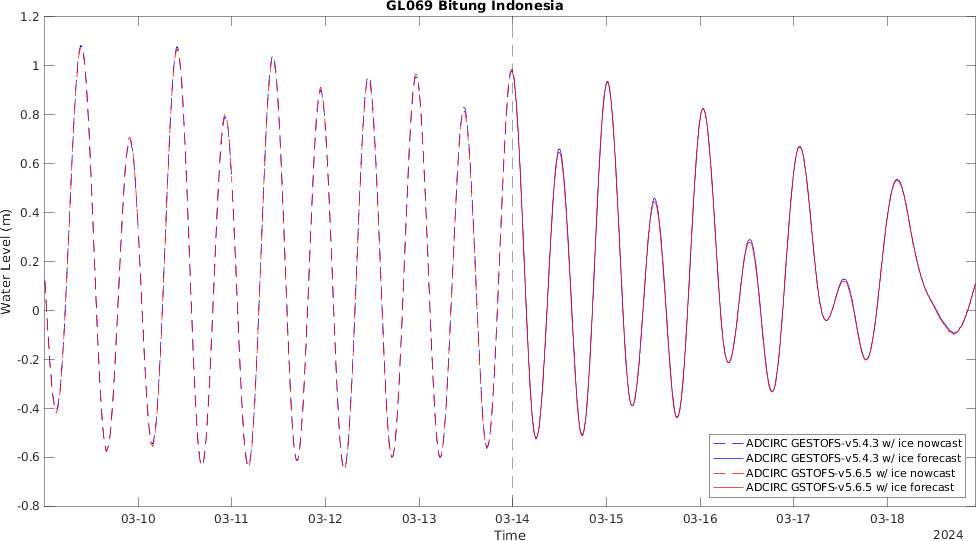 GL069 Bitung Indonesia
1.2
1
0.8
0.6
0.4
0.2
0
-0.2
-0.4
-0.6
-0.8
Water Level (m)
ADCIRC GESTOFS-v5.4.3 w/ ice nowcast
ADCIRC GESTOFS-v5.4.3 w/ ice forecast
ADCIRC GSTOFS-v5.6.5 w/ ice nowcast
ADCIRC GSTOFS-v5.6.5 w/ ice forecast
03-10 03-11 03-12 03-13 03-14 03-15 03-16 03-17 03-18
Time
2024